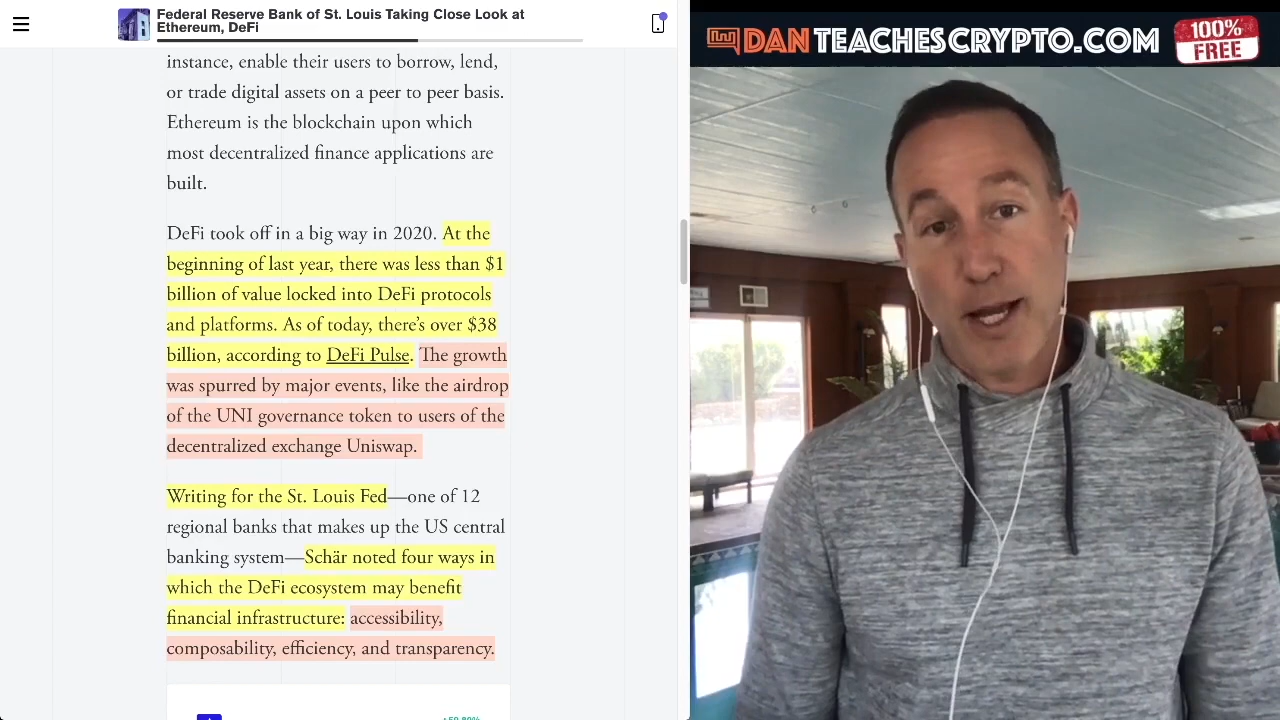 Federal Reserve Bank of St. Louis Taking Close Look at
Ethereum, DeFi
instance, enable their users to borrow, lend,
or trade digital assets on a peer to peer basis.
Ethereum is the blockchain upon which
most decentralized finance applications are
built.
DeFi took off in a big way in 2020. At the
beginning of last year, there was less than $1
billion of value locked into DeFi protocols
and platforms. As of today, there’s over $38
billion, according to DeFi Pulse. The growth
was spurred by major events, like the airdrop
of the UNI governance token to users of the
decentralized exchange Uniswap.
Writing for the St. Louis Fed—one of 12
regional banks that makes up the US central
banking system—Schär noted four ways in
which the DeFi ecosystem may benefit
financial infrastructure: accessibility,
composability, efficiency, and transparency.
DANTEACHESCRYPTO.COM
100%
FREE